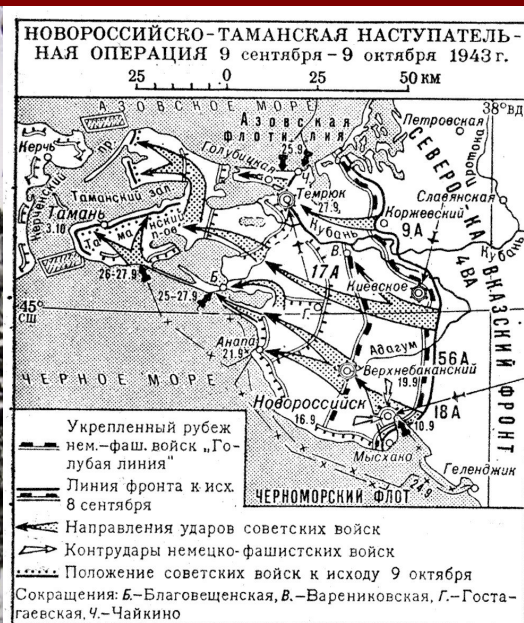 НОВОРОССИЙСКО-ТАМАНСКАЯ НАСТУПАТЕЛЬ-
НАЯ ОПЕРАЦИЯ 9 сентября – 9 октября 1943 г.
25 0 25 50 км
АЗОВСКОЕ МОРЕ
38° вд
Азовская
флотилия
25.9
Петровская
Протока
Керчь
Голубицкая
Темрюк
27.9
Славянская
Керченский пр.
Таманский зал.
Тамань
3.10
Таманский п-ов
Коржевский
Кубань
9А
Кубань
СЕВЕРО-КАВКАЗСКИЙ ФРОНТ
4ВА
В.
17А
Киевское
26-27.9
Б.
25-27.9
Г.
45°
сш
Анапа
21.9
Адагум
56А
Верхнебаканский
19.9
ЧЕРНОЕ МОРЕ
Новороссийск
16.9
18А
10.9
Мысхако
Геленджик
24.9
ЧЕРНОМОРСКИЙ ФЛОТ
Укрепленный рубеж
нем.-фаш. войск „Го-
лубая линия"
Линия фронта к исх.
8 сентября
Направления ударов советских войск
Контрудары немецко-фашистских войск
Положение советских войск к исходу 9 октября
Сокращения: Б.–Благовещенская, В.–Варениковская, Г.–Госта-
гаевская, Ч.–Чайкино